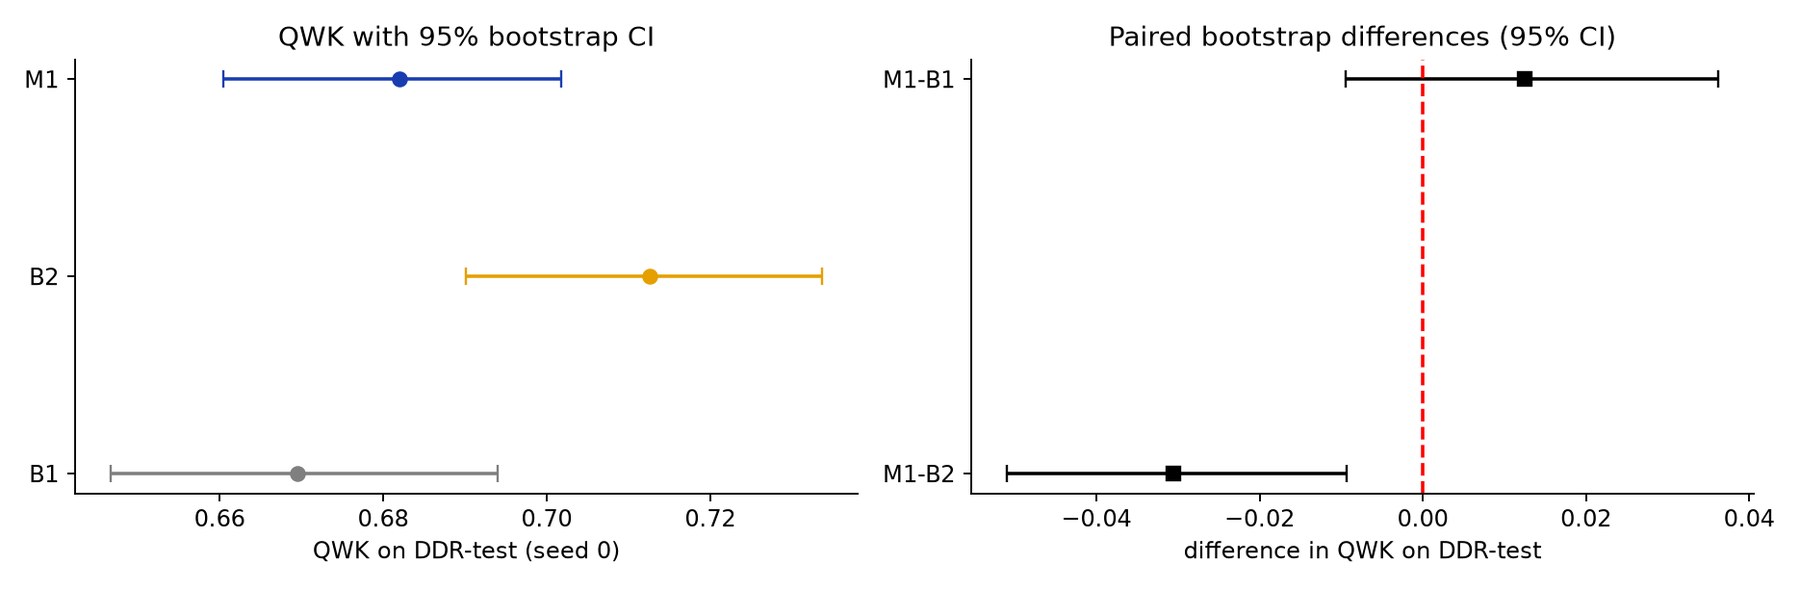 QWK with 95% bootstrap CI
M1
B2
B1
0.66 0.68 0.70 0.72
QWK on DDR-test (seed 0)
Paired bootstrap differences (95% CI)
M1-B1
M1-B2
−0.04 −0.02 0.00 0.02 0.04
difference in QWK on DDR-test